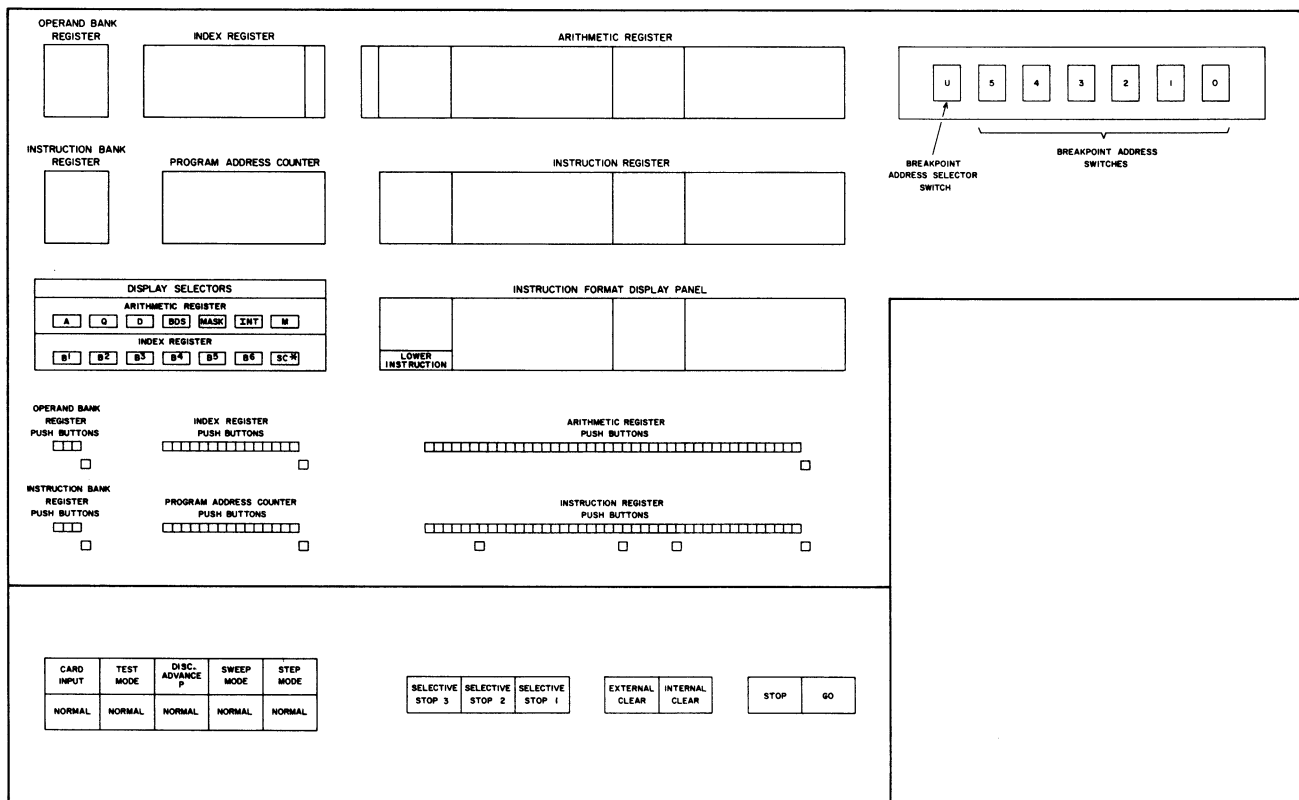 OPERAND BANK
REGISTER
INDEX REGISTER
ARITHMETIC REGISTER
U 5 4 3 2 1 0
BREAKPOINT
ADDRESS SELECTOR
SWITCH
BREAKPOINT ADDRESS
SWITCHES
INSTRUCTION BANK
REGISTER
PROGRAM ADDRESS COUNTER
INSTRUCTION REGISTER
DISPLAY SELECTORS
ARITHMETIC REGISTER
A Q D BDS MASK INT M
INDEX REGISTER
B1 B2 B3 B4 B5 B6 SC*
INSTRUCTION FORMAT DISPLAY PANEL
LOWER
INSTRUCTION
OPERAND BANK
REGISTER
PUSH BUTTONS
INDEX REGISTER
PUSH BUTTONS
ARITHMETIC REGISTER
PUSH BUTTONS
INSTRUCTION BANK
REGISTER
PUSH BUTTONS
PROGRAM ADDRESS COUNTER
PUSH BUTTONS
INSTRUCTION REGISTER
PUSH BUTTONS
CARD
INPUT
TEST
MODE
DISC.
ADVANCE
P
SWEEP
MODE
STEP
MODE
NORMAL NORMAL NORMAL NORMAL NORMAL
SELECTIVE
STOP 3
SELECTIVE
STOP 2
SELECTIVE
STOP 1
EXTERNAL
CLEAR
INTERNAL
CLEAR
STOP
GO